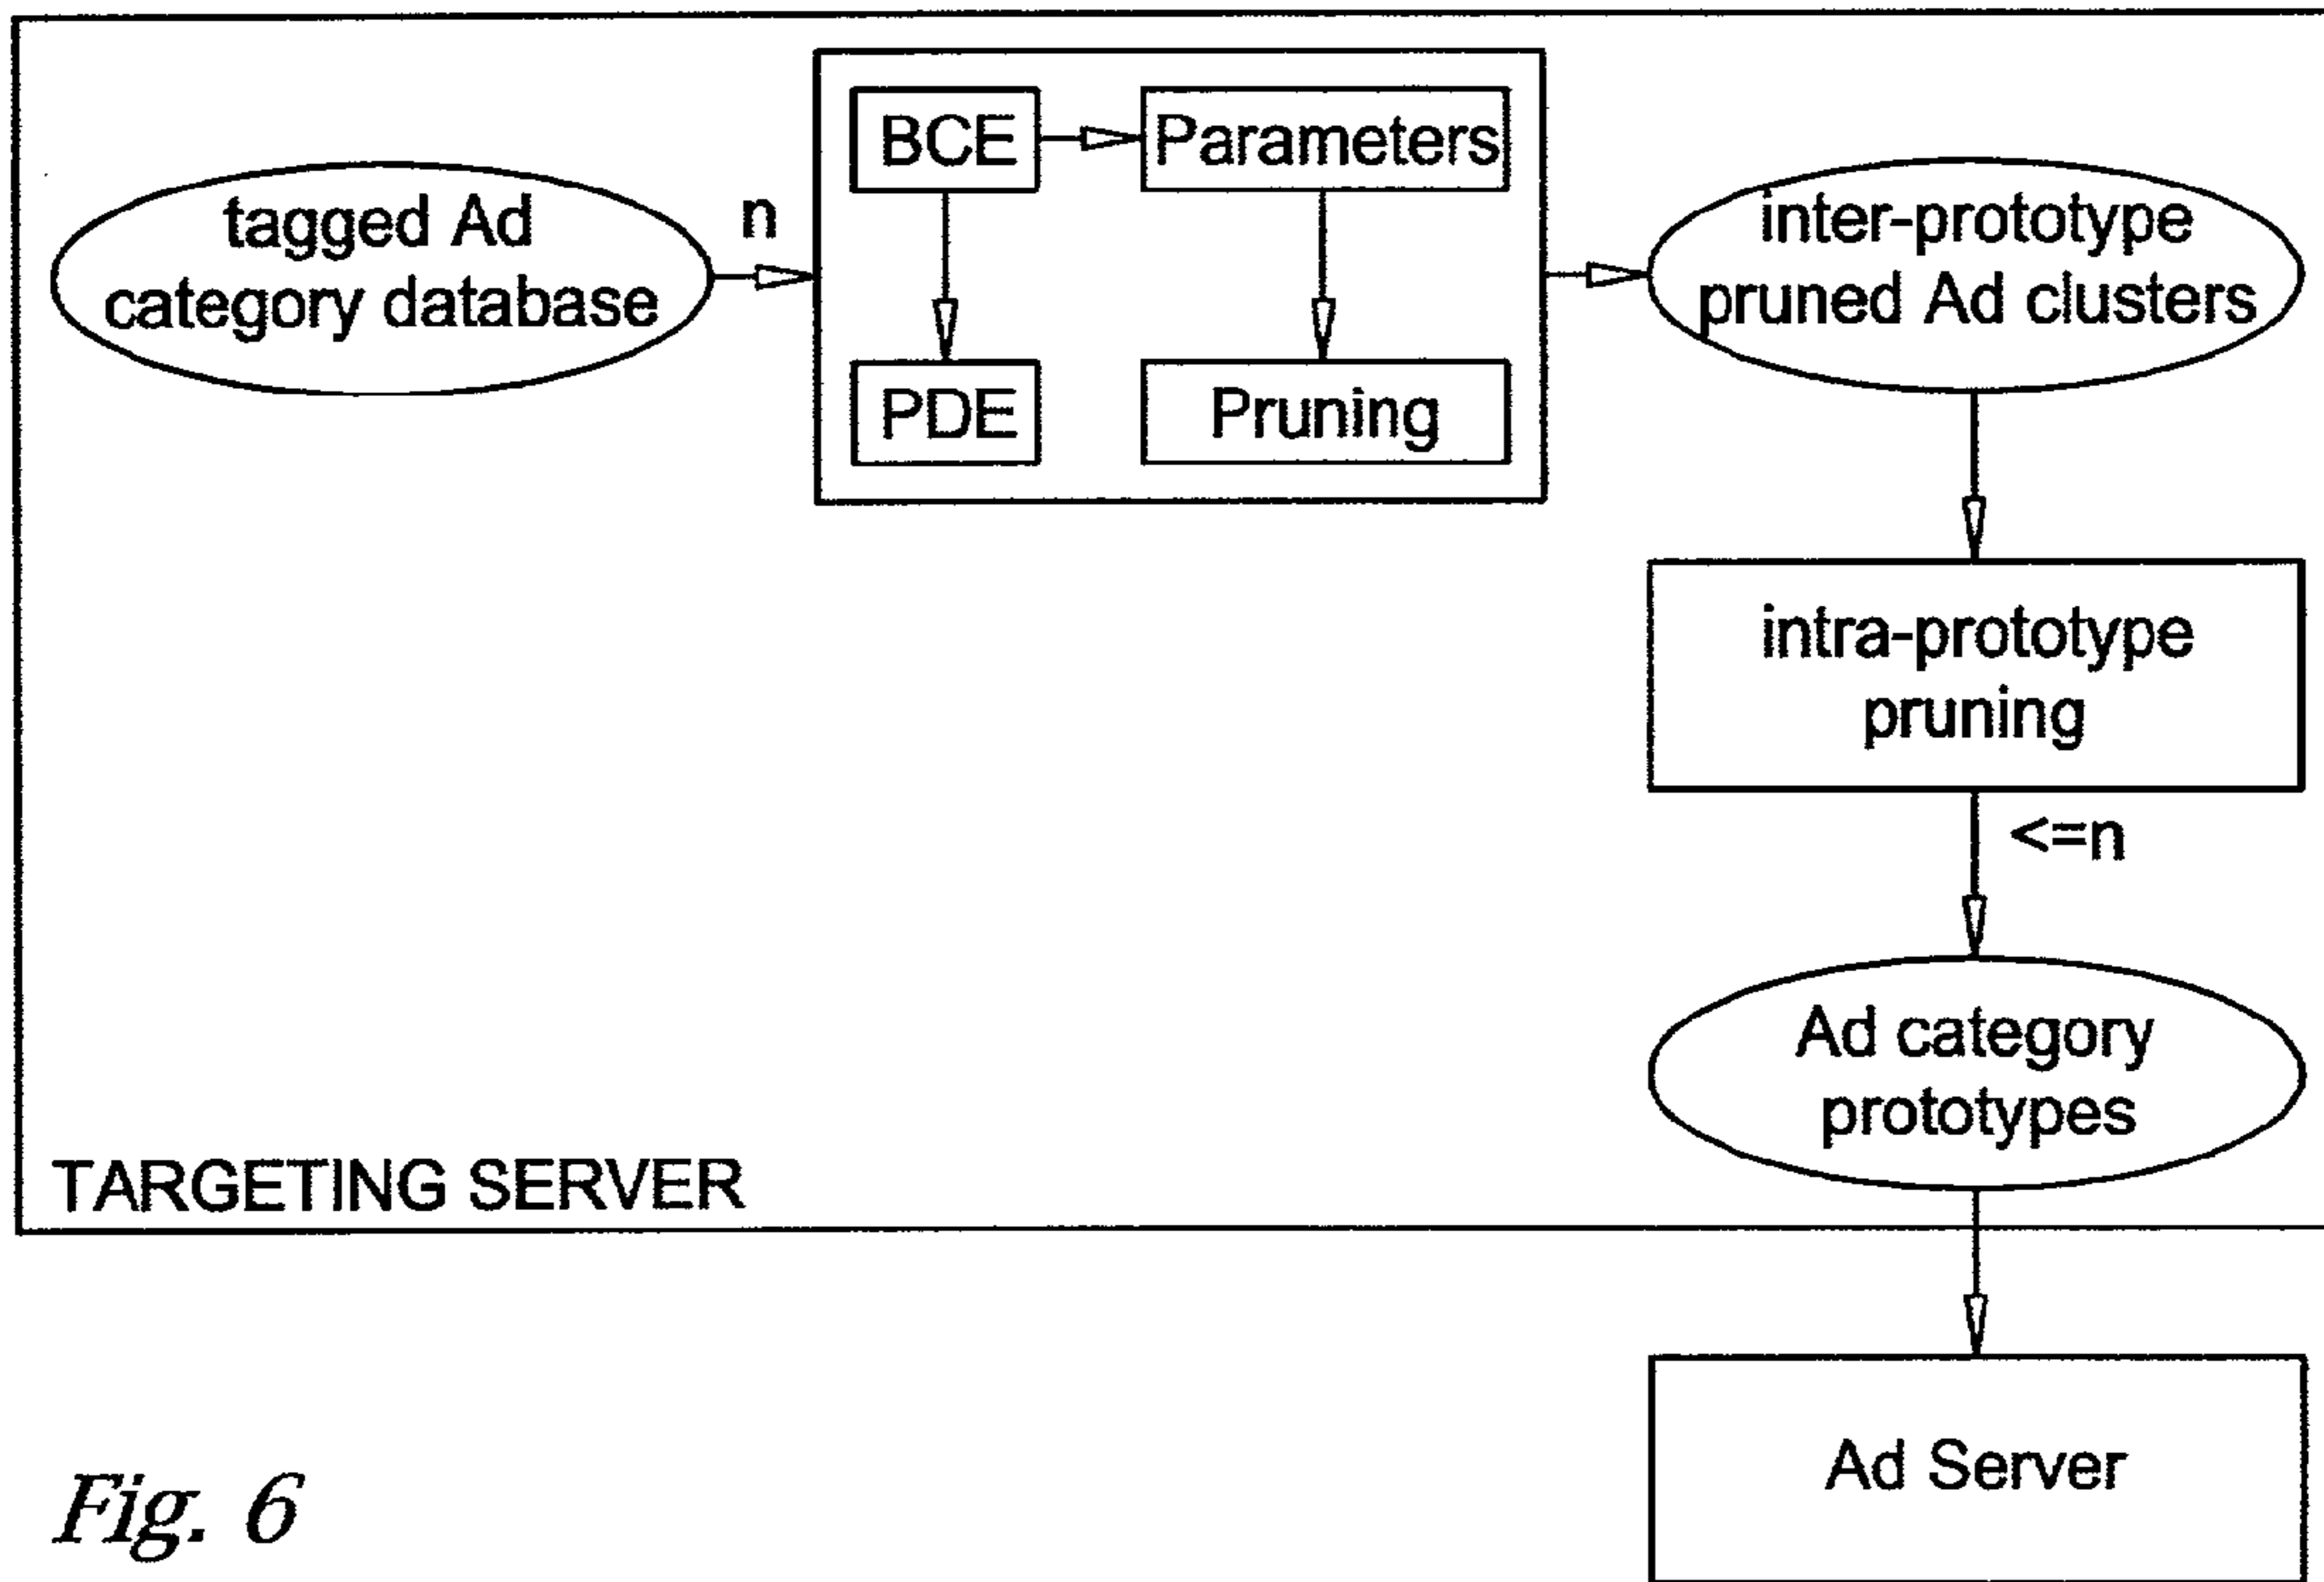 tagged Ad
category database
n
BCE
Parameters
PDE
Pruning
inter-prototype
pruned Ad clusters
intra-prototype
pruning
<=n
Ad category
prototypes
TARGETING SERVER
Ad Server
Fig. 6